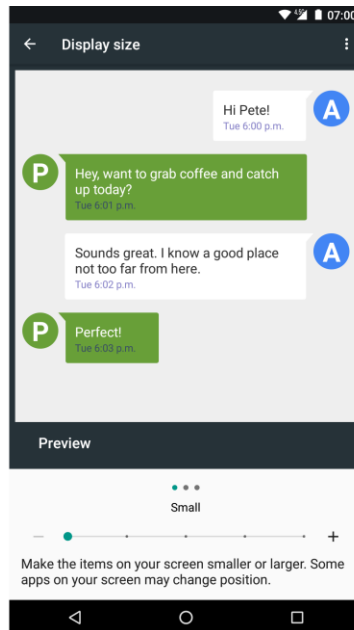 07:00
Display size
Hi Pete!
Tue 6:00 p.m.
A
P
Hey, want to grab coffee and catch
up today?
Tue 6:01 p.m.
Sounds great. I know a good place
not too far from here.
Tue 6:02 p.m.
A
P
Perfect!
Tue 6:03 p.m.
Preview
Small
Make the items on your screen smaller or larger. Some
apps on your screen may change position.